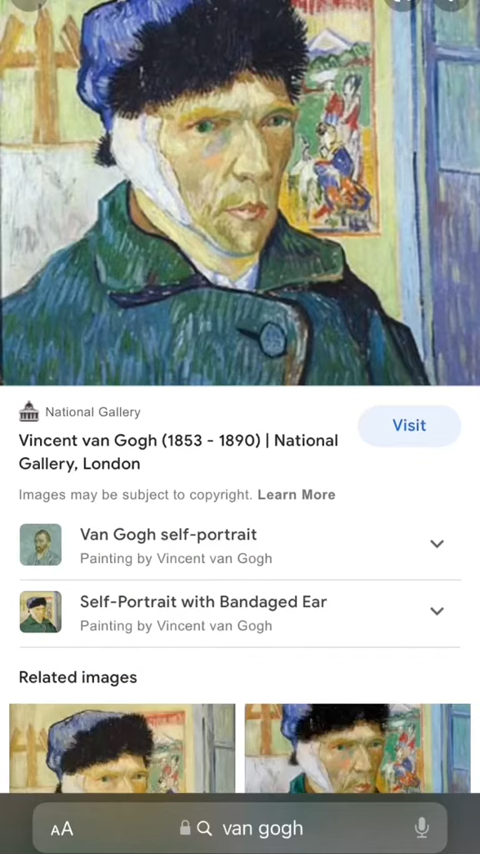 National Gallery
Vincent van Gogh (1853 - 1890) | National
Gallery, London
Visit
Images may be subject to copyright. Learn More
Van Gogh self-portrait
Painting by Vincent van Gogh
Self-Portrait with Bandaged Ear
Painting by Vincent van Gogh
Related images
AA
van gogh